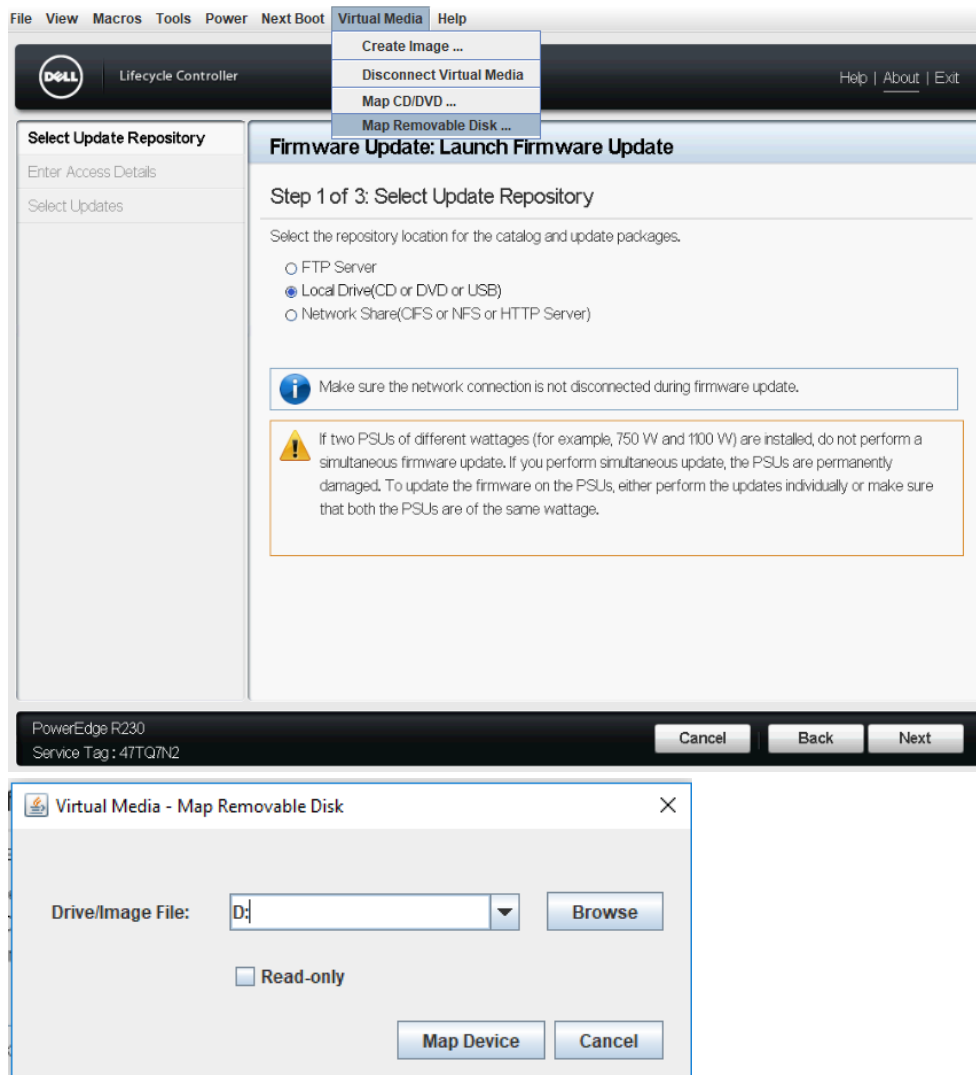 File View Macros Tools Power Next Boot Virtual Media Help
Create Image ...
Disconnect Virtual Media
Map CD/DVD ...
Map Removable Disk ...
DELL Lifecycle Controller Help | About | Exit
Select Update Repository
Enter Access Details
Select Updates
Firmware Update: Launch Firmware Update
Step 1 of 3: Select Update Repository
Select the repository location for the catalog and update packages.
FTP Server
Local Drive(CD or DVD or USB)
Network Share(CIFS or NFS or HTTP Server)
Make sure the network connection is not disconnected during firmware update.
If two PSUs of different wattages (for example, 750 W and 1100 W) are installed, do not perform a
simultaneous firmware update. If you perform simultaneous update, the PSUs are permanently
damaged. To update the firmware on the PSUs, either perform the updates individually or make sure
that both the PSUs are of the same wattage.
PowerEdge R230
Service Tag : 47TQ7N2
Cancel Back Next
Virtual Media - Map Removable Disk
Drive/Image File: D: Browse
Read-only
Map Device Cancel